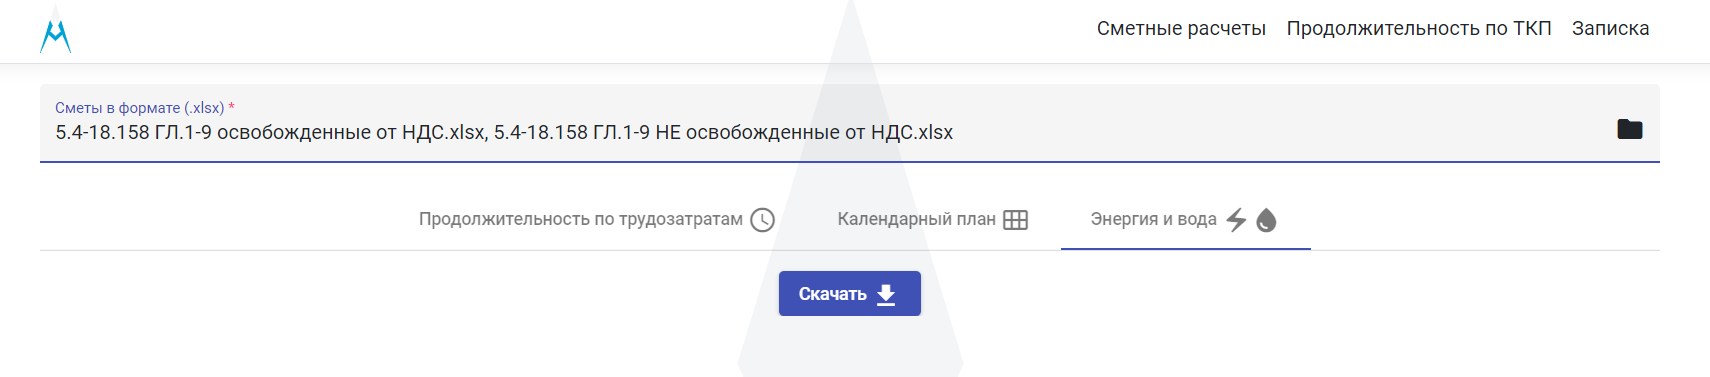 Сметные расчеты Продолжительность по ТКП Записка
Сметы в формате (.xlsx) *
5.4-18.158 ГЛ.1-9 освобожденные от НДС.xlsx, 5.4-18.158 ГЛ.1-9 НЕ освобожденные от НДС.xlsx
Продолжительность по трудозатратам Календарный план Энергия и вода
Скачать